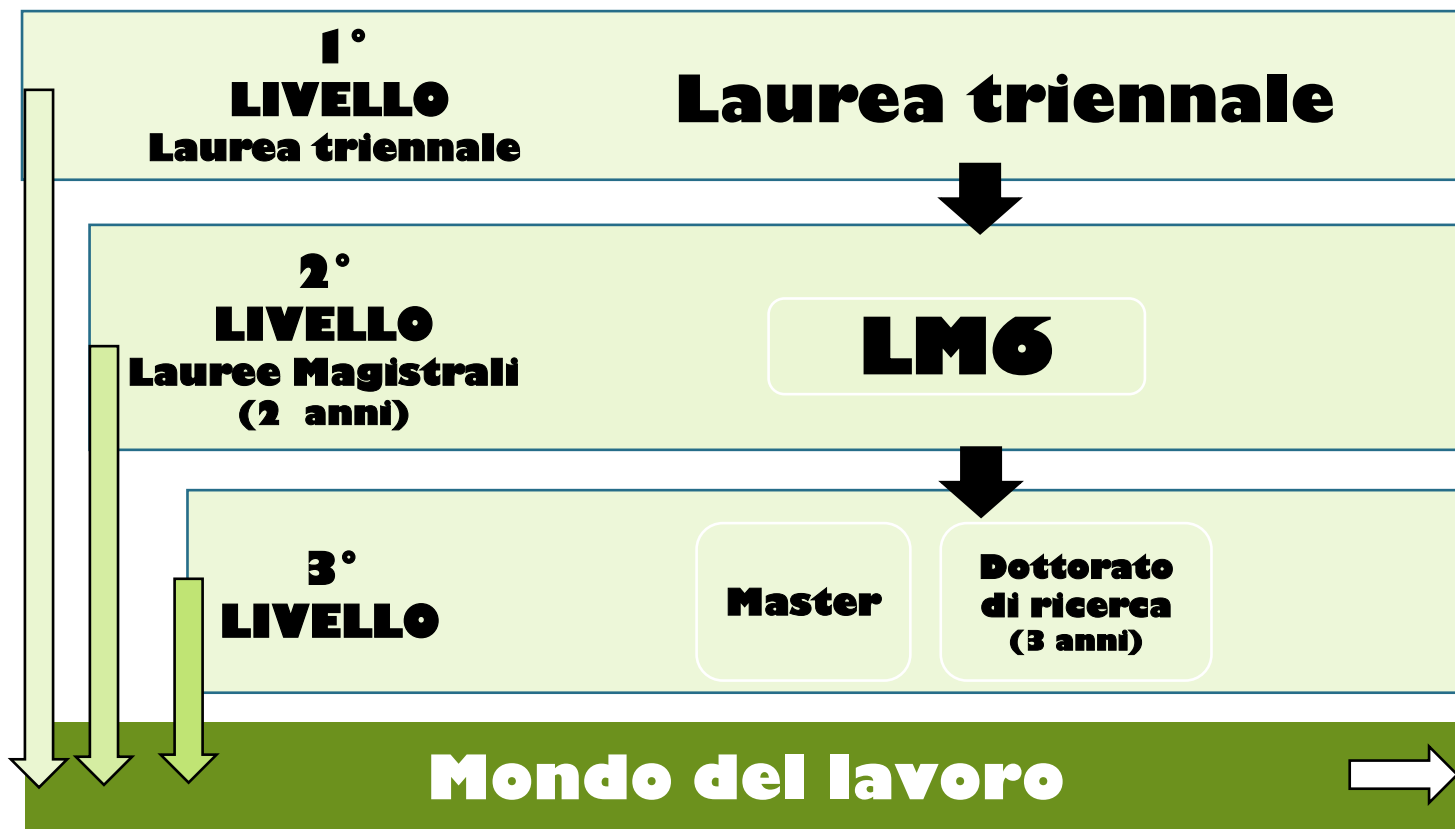 1°
LIVELLO
Laurea triennale
Laurea triennale
2°
LIVELLO
Lauree Magistrali
(2 anni)
LM6
3°
LIVELLO
Master
Dottorato
di ricerca
(3 anni)
Mondo del lavoro